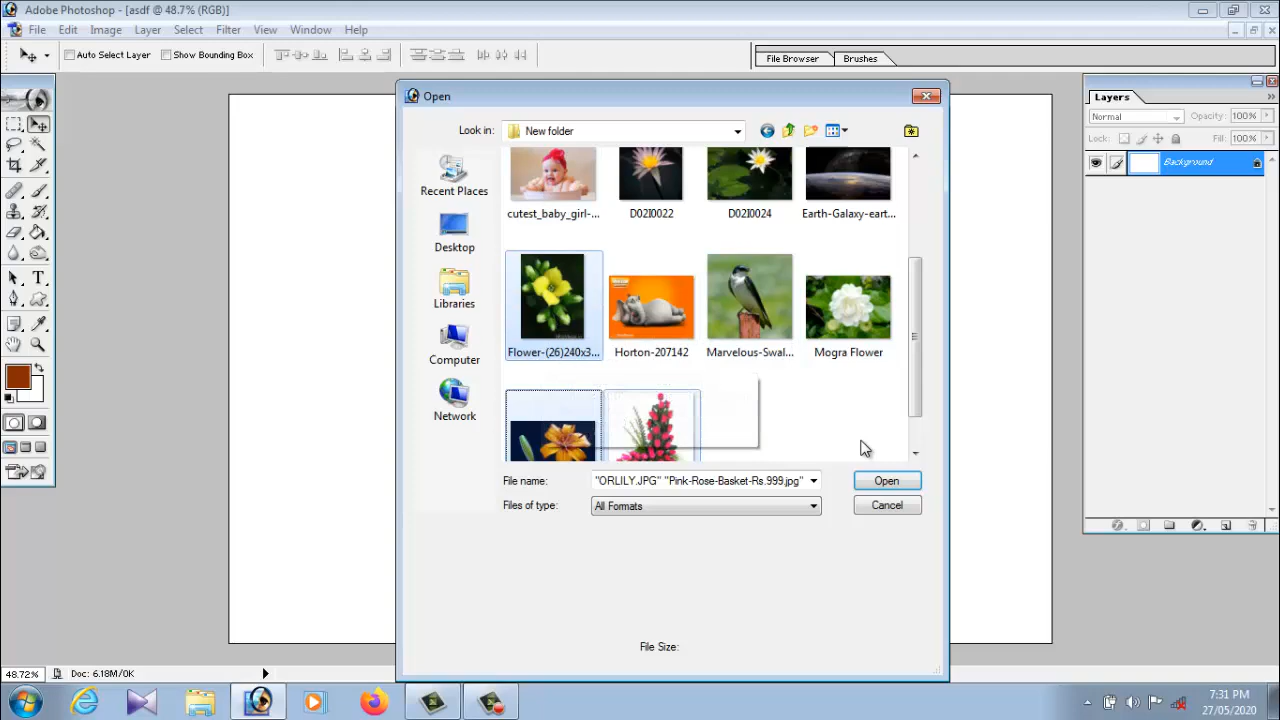 Adobe Photoshop - [asdf @ 48.7% (RGB)]
File Edit Image Layer Select Filter View Window Help
Auto Select Layer Show Bounding Box
File Browser Brushes
Open
Look in: New folder
Recent Places
Desktop
Libraries
Computer
Network
cutest_baby_girl-... D02I0022 D02I0024 Earth-Galaxy-eart...
Flower-(26)240x3... Horton-207142 Marvelous-Swal... Mogra Flower
File name: "ORLILY.JPG" "Pink-Rose-Basket-Rs.999.jpg" Open
Files of type: All Formats Cancel
File Size:
Layers
Normal Opacity: 100%
Lock: Fill: 100%
Background
48.72% Doc: 6.18M/0K
7:31 PM
27/05/2020